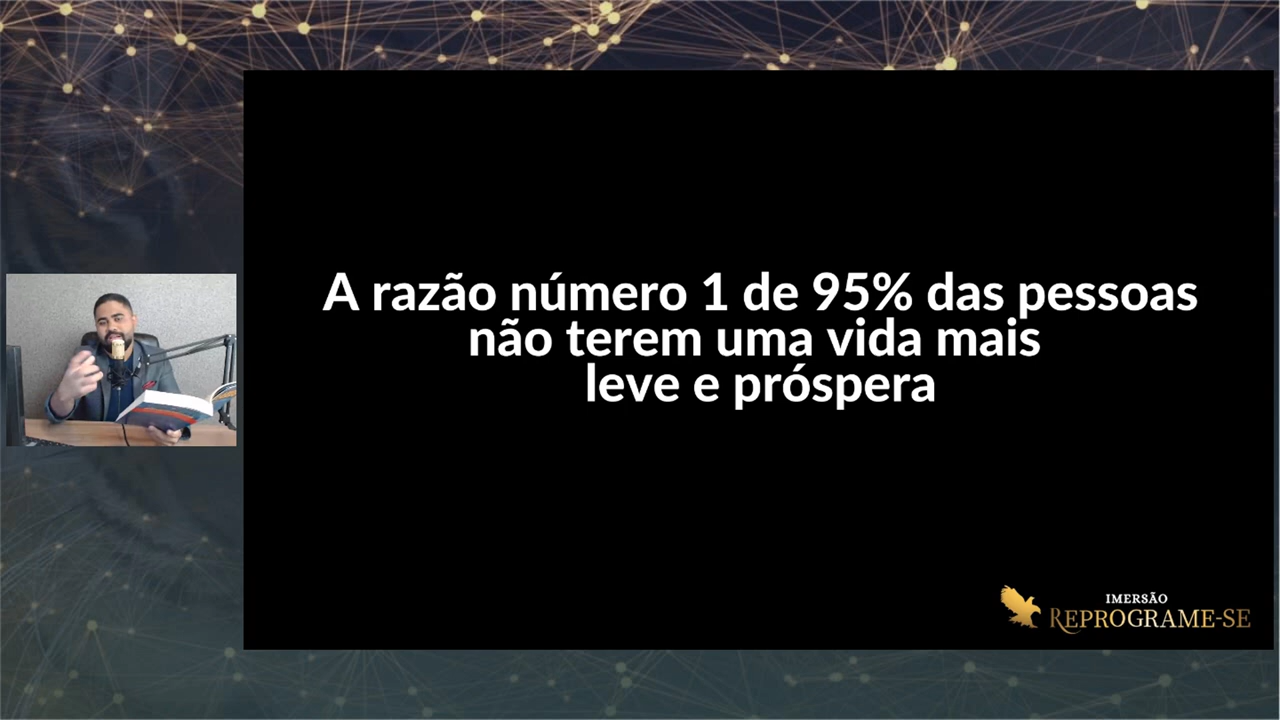 A razão número 1 de 95% das pessoas
não terem uma vida mais
leve e próspera
IMERSÃO
REPROGRAME-SE